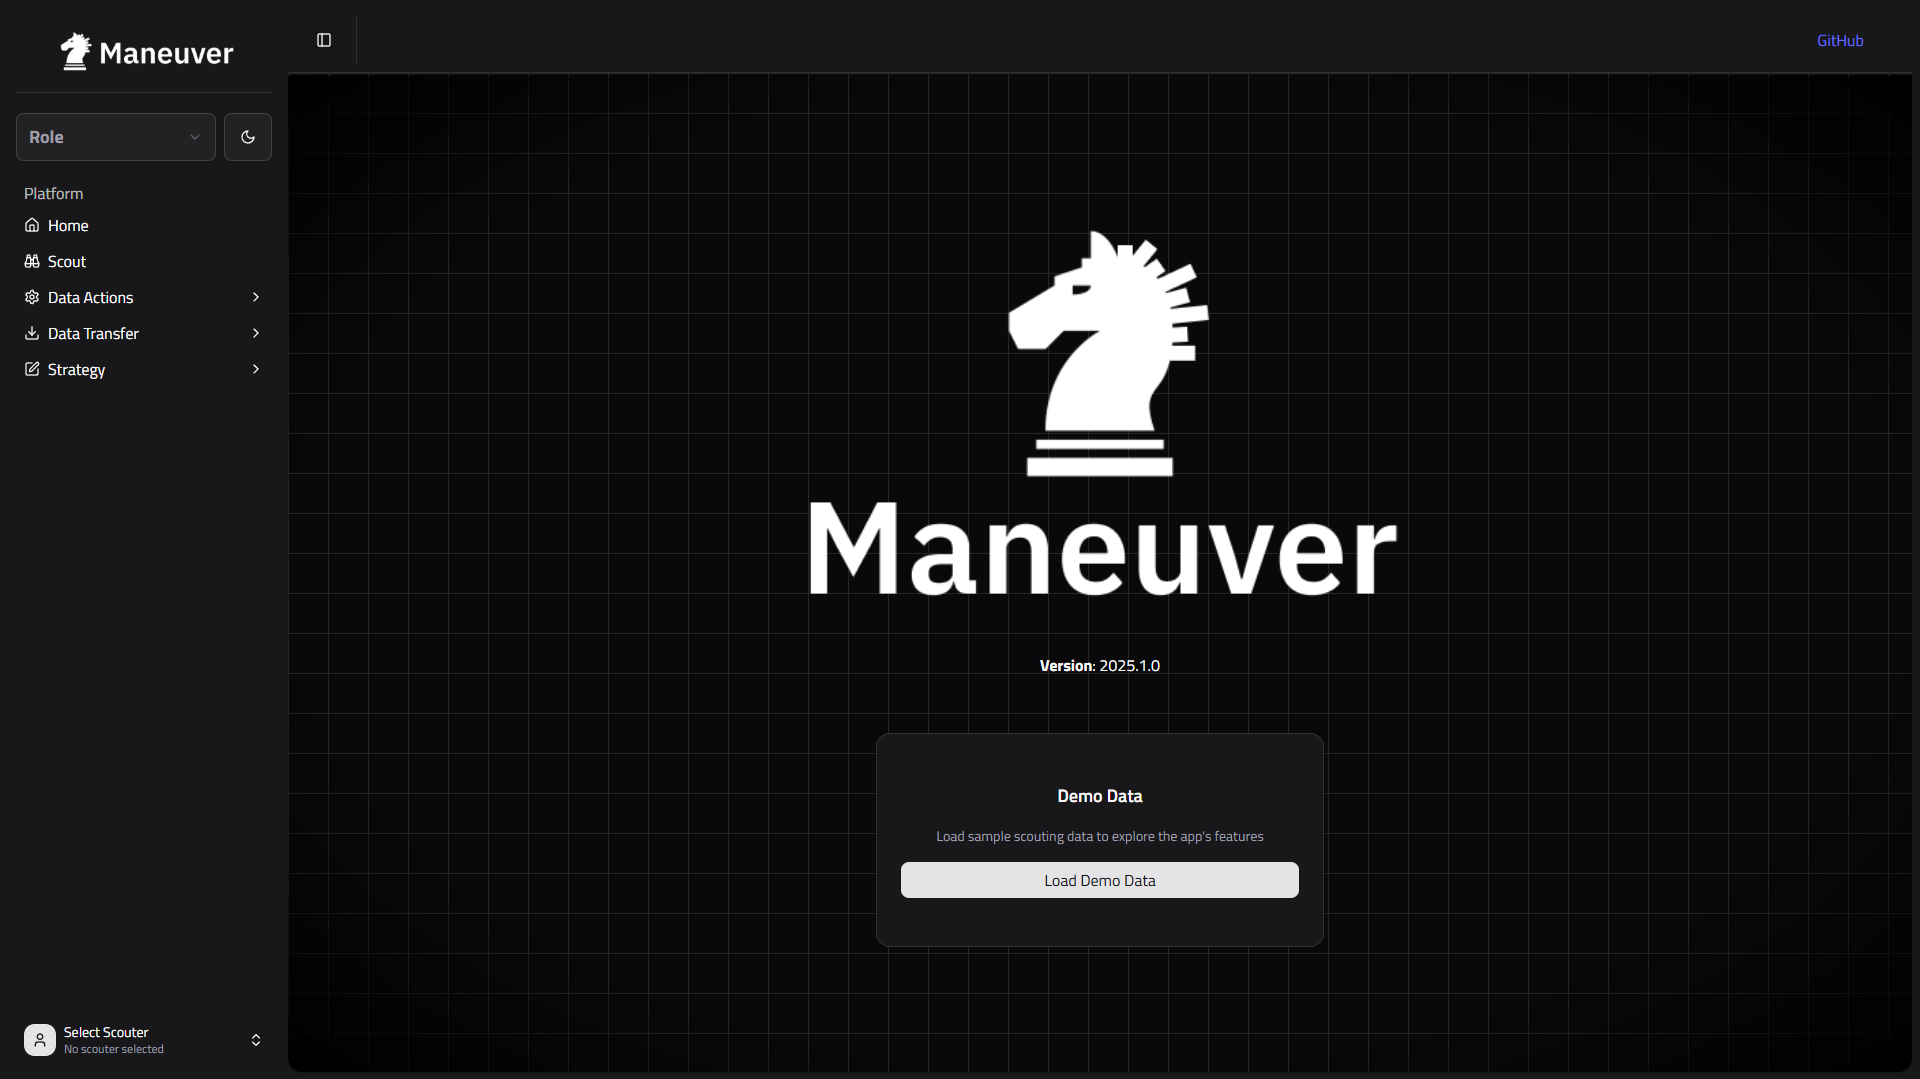 Maneuver
GitHub
Role
Platform
Home
Scout
Data Actions
Data Transfer
Strategy
Maneuver
Version: 2025.1.0
Demo Data
Load sample scouting data to explore the app's features
Load Demo Data
Select Scouter
No scouter selected